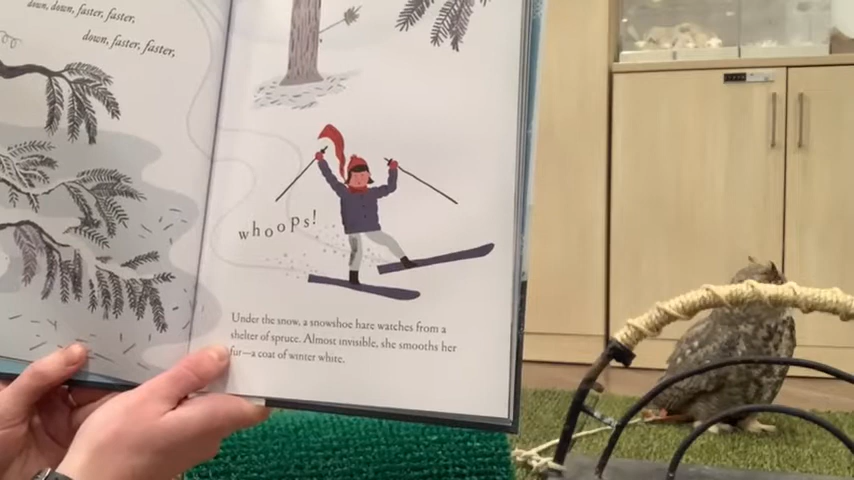 down, down, faster, faster,
down, faster, faster,
whoops!
Under the snow, a snowshoe hare watches from a
shelter of spruce. Almost invisible, she smooths her
fur—a coat of winter white.